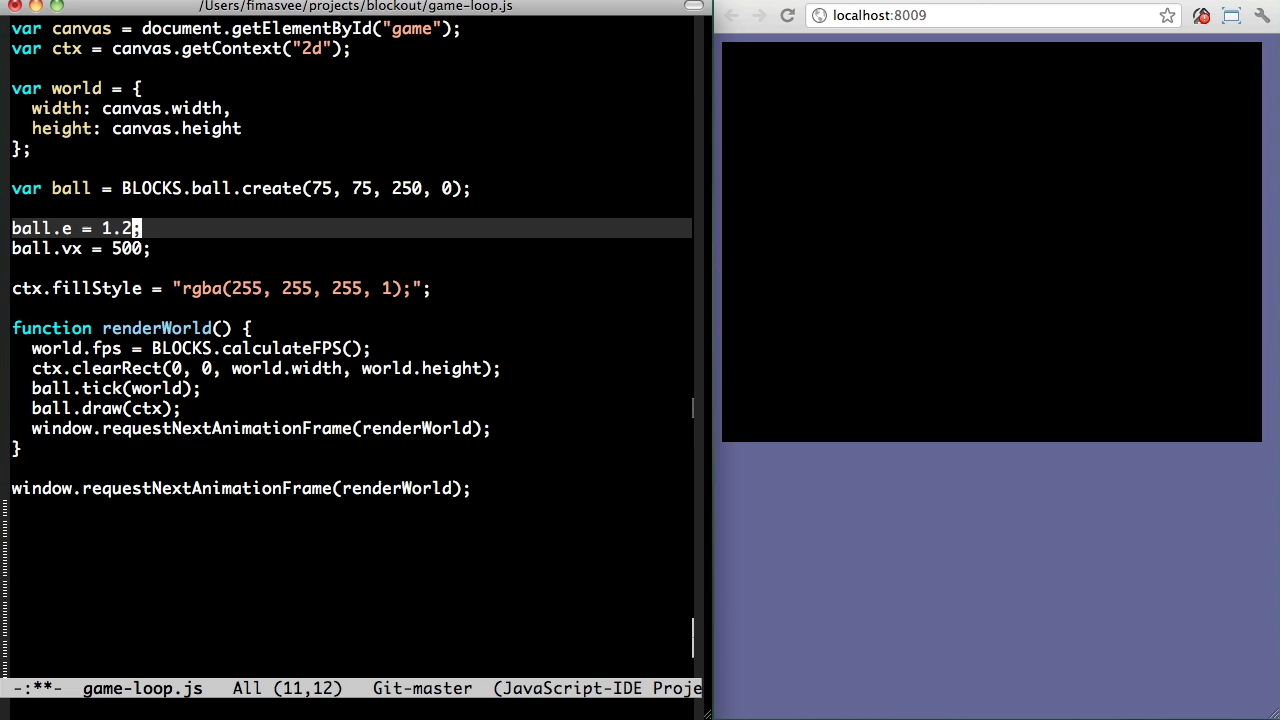 /Users/fimasvee/projects/blockout/game-loop.js
var canvas = document.getElementById("game");
var ctx = canvas.getContext("2d");
var world = {
width: canvas.width,
height: canvas.height
};
var ball = BLOCKS.ball.create(75, 75, 250, 0);
ball.e = 1.2;
ball.vx = 500;
ctx.fillStyle = "rgba(255, 255, 255, 1);";
function renderWorld() {
world.fps = BLOCKS.calculateFPS();
ctx.clearRect(0, 0, world.width, world.height);
ball.tick(world);
ball.draw(ctx);
window.requestNextAnimationFrame(renderWorld);
}
window.requestNextAnimationFrame(renderWorld);
-:**- game-loop.js All (11,12) Git-master (JavaScript-IDE Proje
localhost:8009